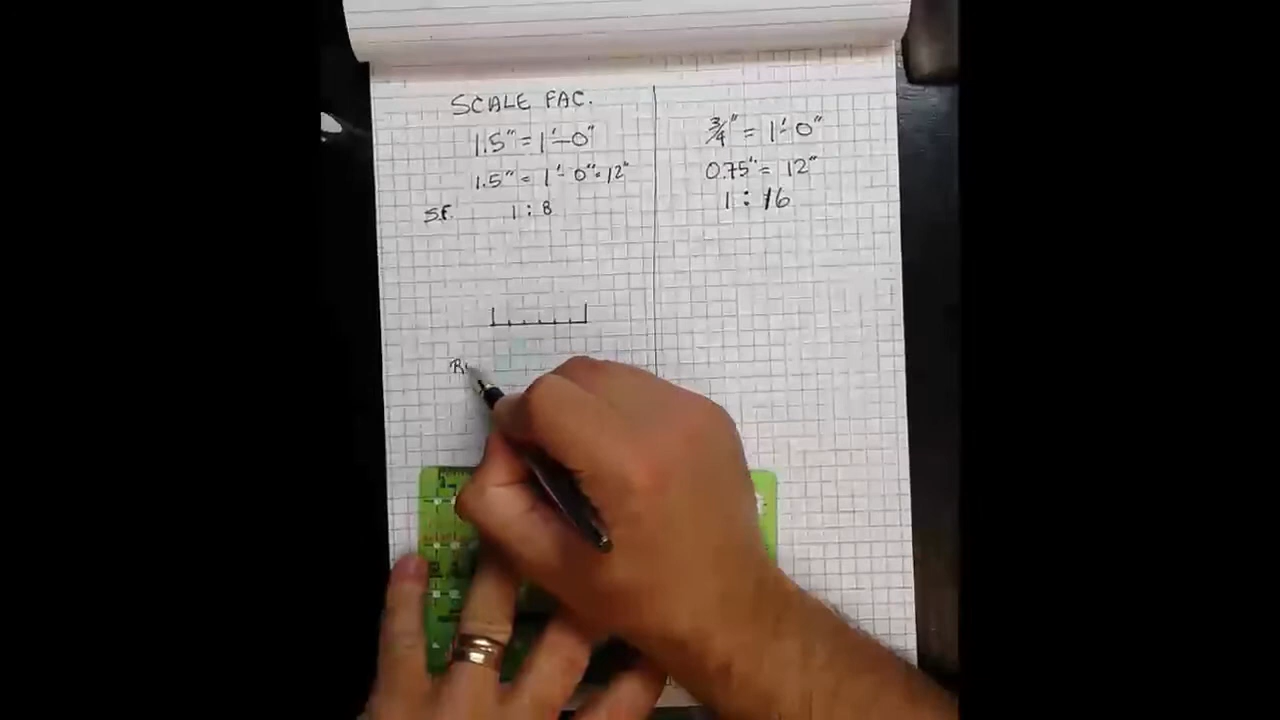 SCALE FAC.
1.5" = 1'-0"
1.5" = 1'-0" = 12"
S.F. 1 : 8
3/4" = 1'-0"
0.75" = 12"
1 : 16